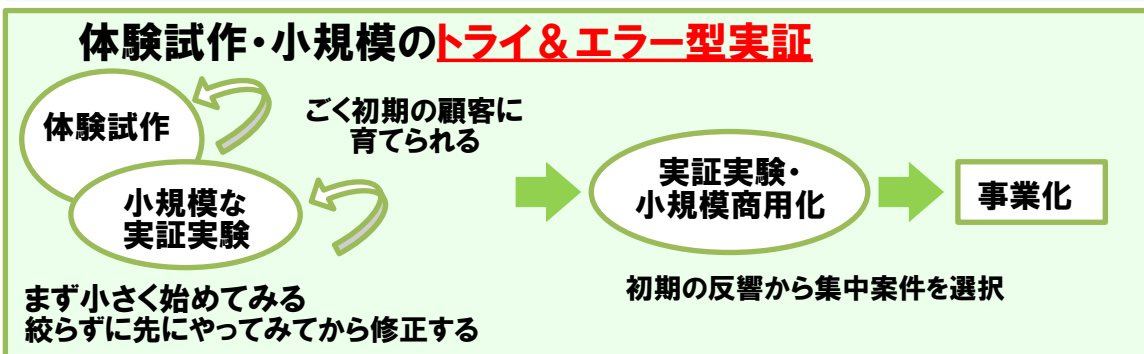 体験試作・小規模のトライ&エラー型実証
体験試作
ごく初期の顧客に
育てられる
小規模な
実証実験
まず小さく始めてみる
絞らずに先にやってみてから修正する
実証実験・
小規模商用化
事業化
初期の反響から集中案件を選択